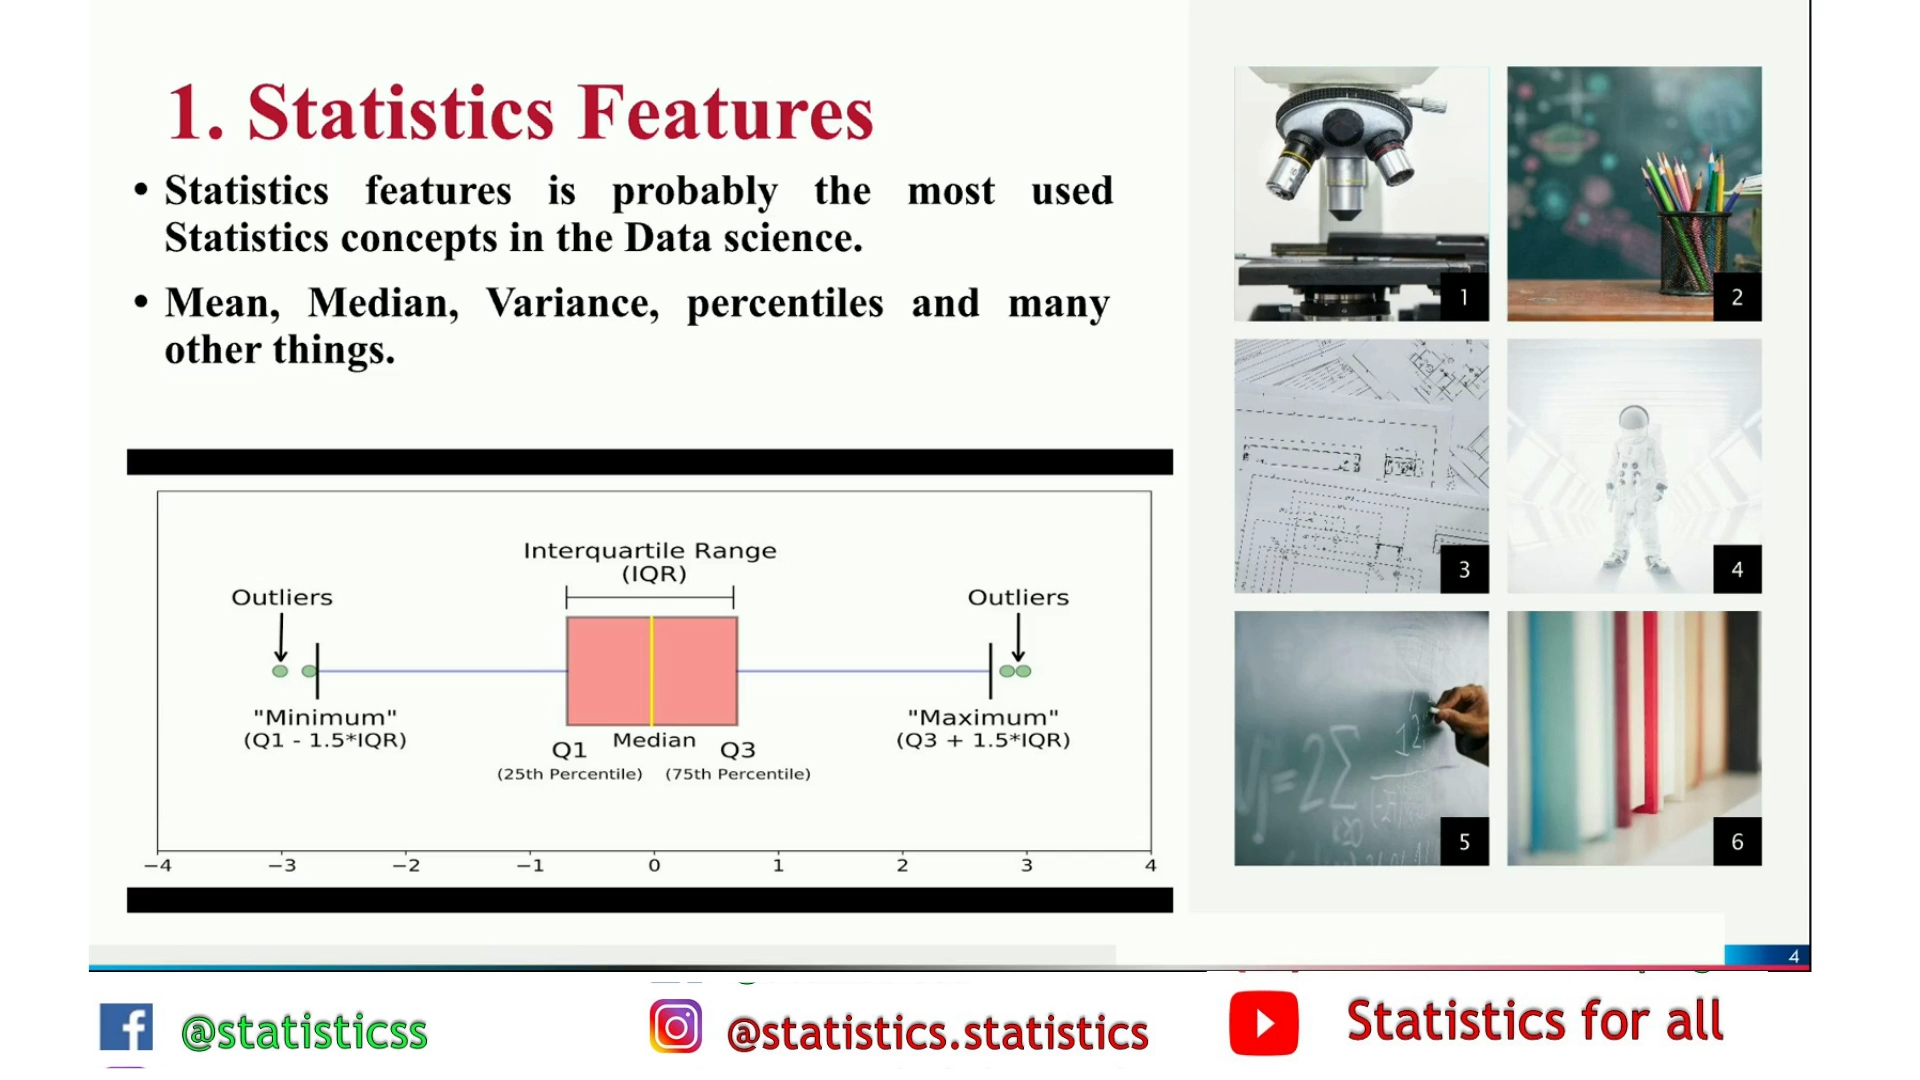 1. Statistics Features
• Statistics features is probably the most used
Statistics concepts in the Data science.
• Mean, Median, Variance, percentiles and many
other things.
Interquartile Range
(IQR)
Outliers
Outliers
"Minimum"
(Q1 - 1.5*IQR)
"Maximum"
(Q3 + 1.5*IQR)
Q1
Median
Q3
(25th Percentile)
(75th Percentile)
−4
−3
−2
−1
0
1
2
3
4
1
2
3
4
5
6
4
@statisticss
@statistics.statistics
Statistics for all